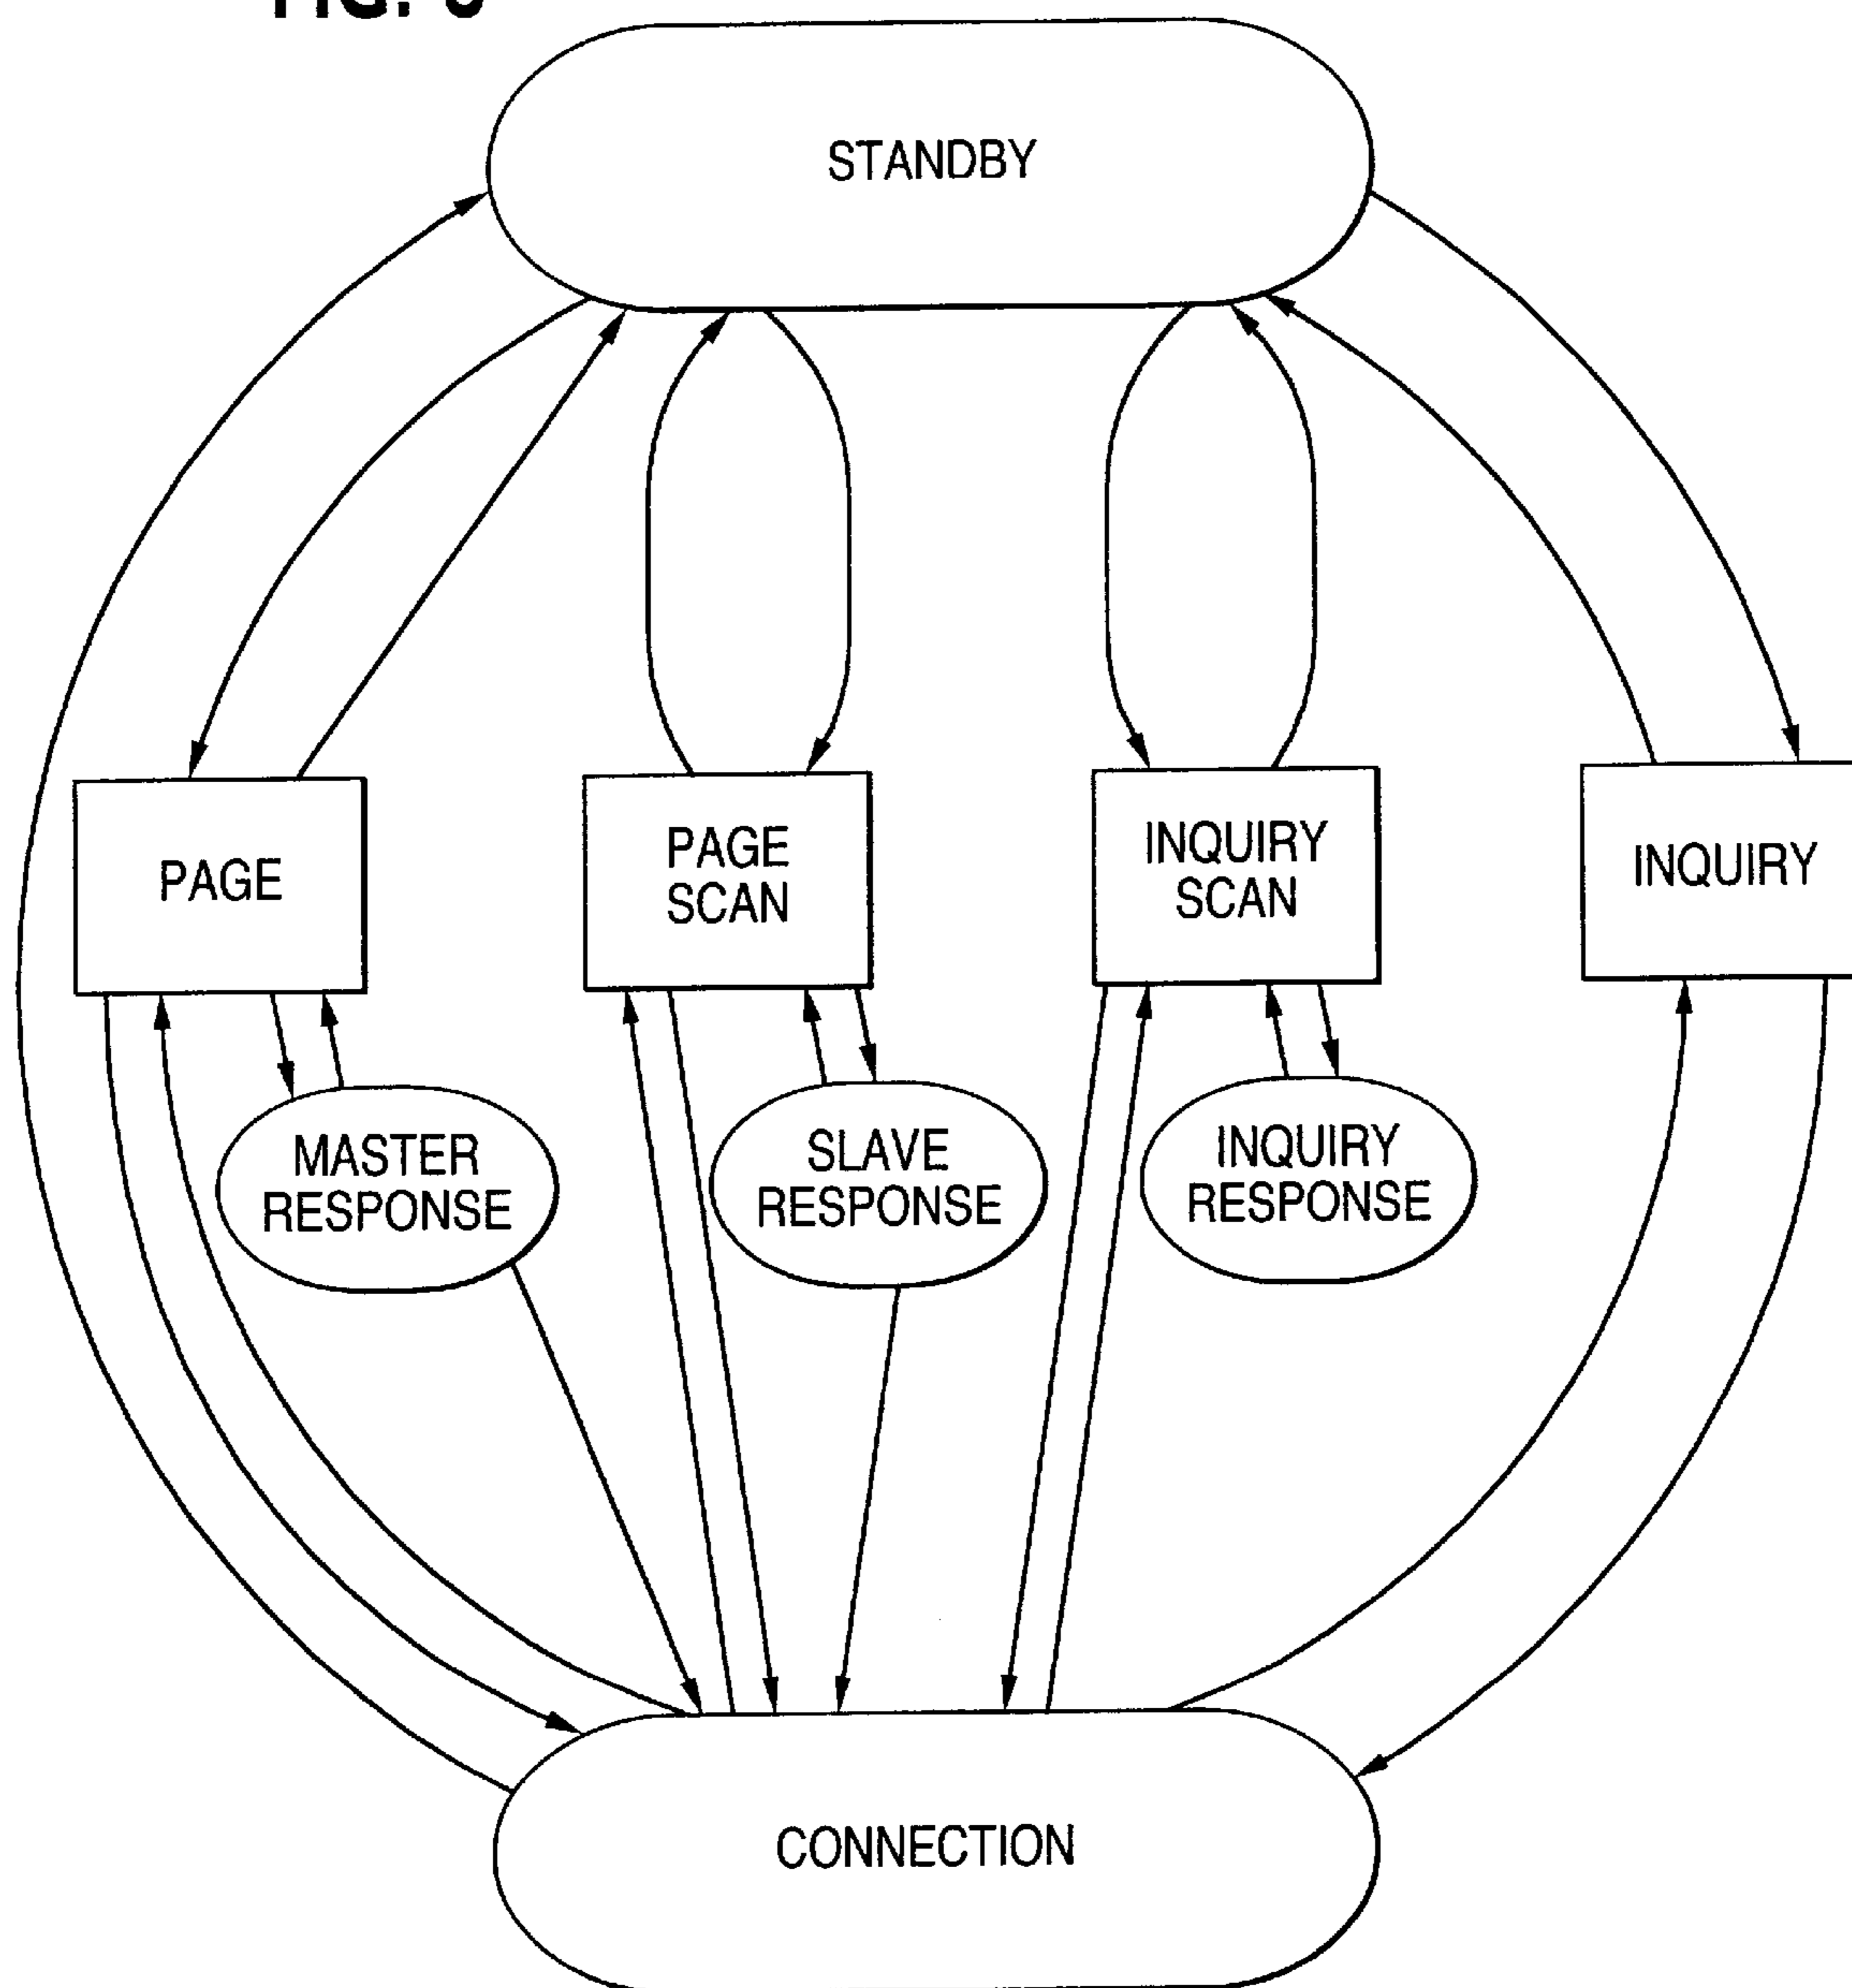 STANDBY
PAGE
PAGE
SCAN
INQUIRY
SCAN
INQUIRY
MASTER
RESPONSE
SLAVE
RESPONSE
INQUIRY
RESPONSE
CONNECTION